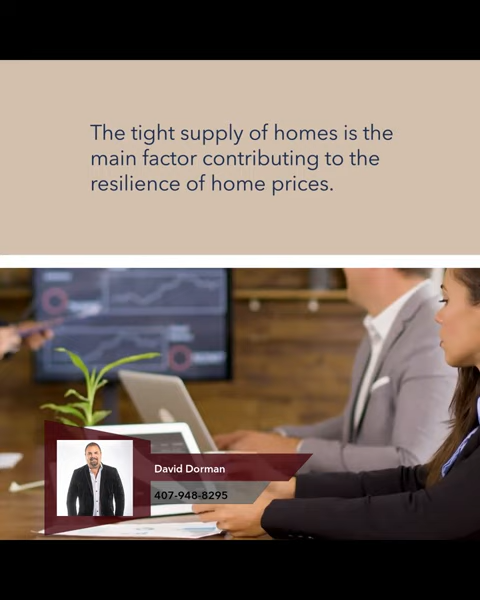 The tight supply of homes is the
main factor contributing to the
resilience of home prices.
David Dorman
407-948-8295